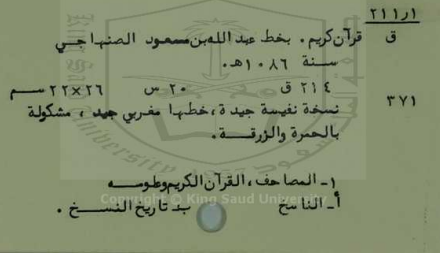 ٢١١ر١
ق قرآن كريم. بخط عبد الله بن مسعود الصنهاجي
سنة ١٠٨٦هـ.
٢١٤ ق ٢٠ س ٢٦×٢٢ سم
٣٧١ نسخة نفيسة جيدة، خطها مغربي جيد، مشكولة
بالحمرة والزرقة.
١- المصاحف، القرآن الكريم وطوسه
أ- الناسخ ب- تاريخ النسخ.
Copyright © King Saud University